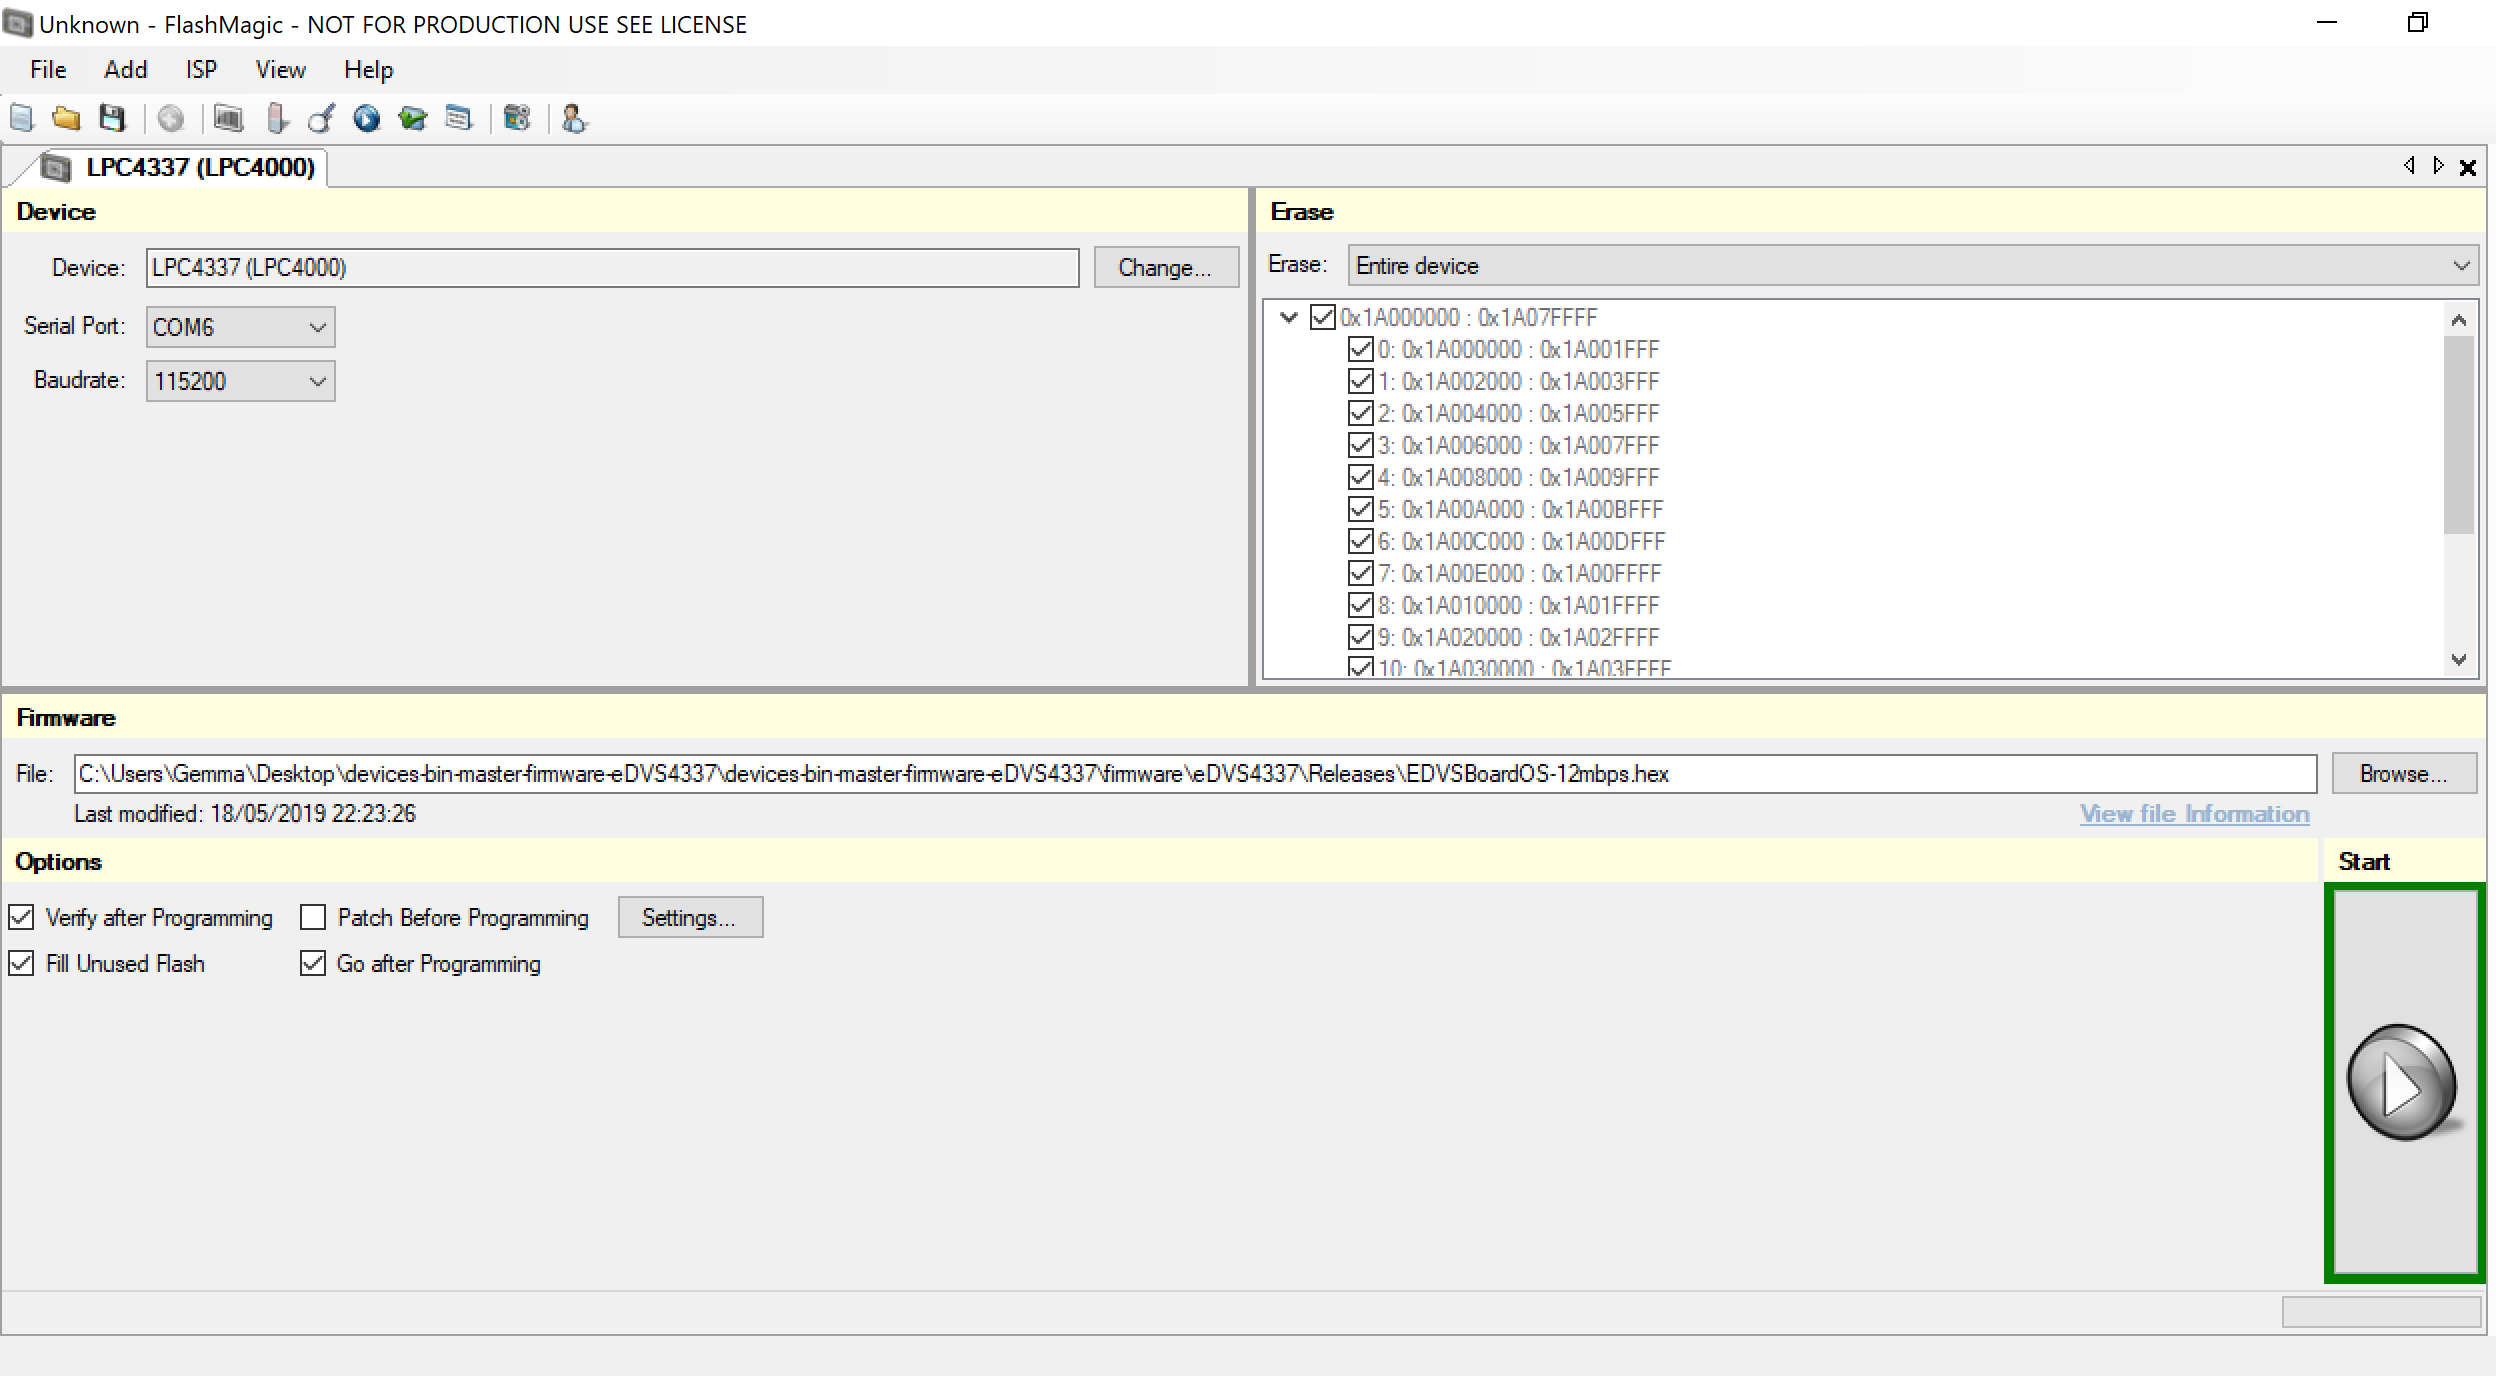 Unknown - FlashMagic - NOT FOR PRODUCTION USE SEE LICENSE
File Add ISP View Help
LPC4337 (LPC4000)
Device
Device: LPC4337 (LPC4000) Change...
Serial Port: COM6
Baudrate: 115200
Erase
Erase: Entire device
0x1A000000 : 0x1A07FFFF
0: 0x1A000000 : 0x1A001FFF
1: 0x1A002000 : 0x1A003FFF
2: 0x1A004000 : 0x1A005FFF
3: 0x1A006000 : 0x1A007FFF
4: 0x1A008000 : 0x1A009FFF
5: 0x1A00A000 : 0x1A00BFFF
6: 0x1A00C000 : 0x1A00DFFF
7: 0x1A00E000 : 0x1A00FFFF
8: 0x1A010000 : 0x1A01FFFF
9: 0x1A020000 : 0x1A02FFFF
10: 0x1A030000 : 0x1A03FFFF
Firmware
File: C:\Users\Gemma\Desktop\devices-bin-master-firmware-eDVS4337\devices-bin-master-firmware-eDVS4337\firmware\eDVS4337\Releases\EDVSBoardOS-12mbps.hex Browse...
Last modified: 18/05/2019 22:23:26 View file Information
Options
Verify after Programming Patch Before Programming Settings...
Fill Unused Flash Go after Programming
Start